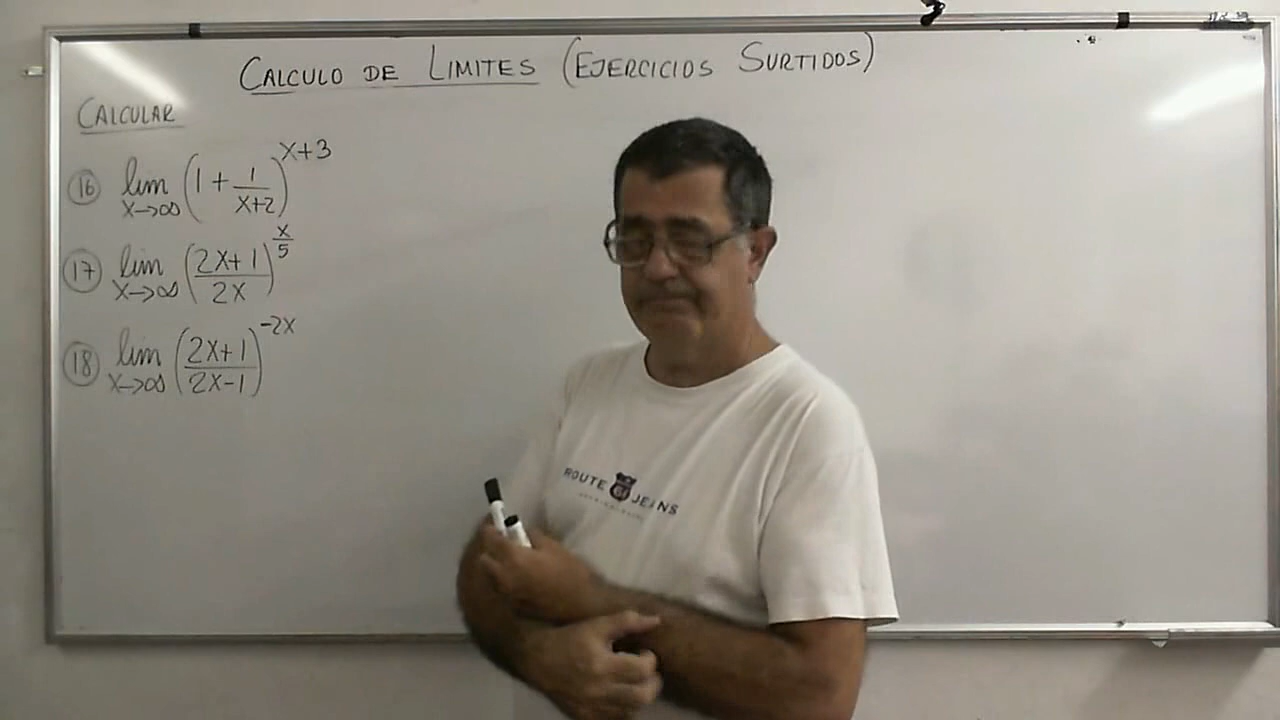 CALCULO DE LIMITES (EJERCICIOS SURTIDOS)
CALCULAR
16 lim x→∞ (1 + 1/(x+2))^(x+3)
17 lim x→∞ ((2x+1)/(2x))^(x/5)
18 lim x→∞ ((2x+1)/(2x-1))^(-2x)
ROUTE JEANS